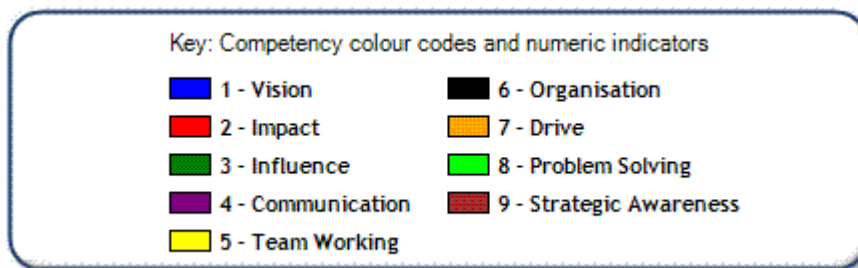 Key: Competency colour codes and numeric indicators
1 - Vision
2 - Impact
3 - Influence
4 - Communication
5 - Team Working
6 - Organisation
7 - Drive
8 - Problem Solving
9 - Strategic Awareness